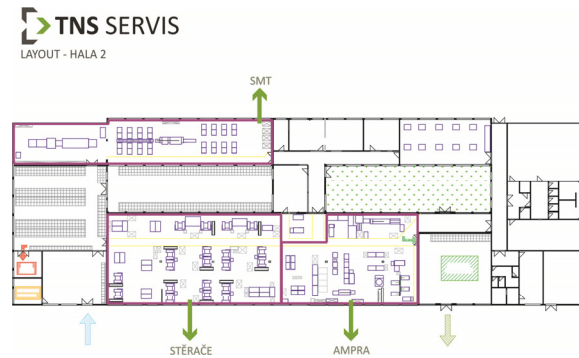 TNS SERVIS
LAYOUT - HALA 2
SMT
STĚRAČE
AMPRA